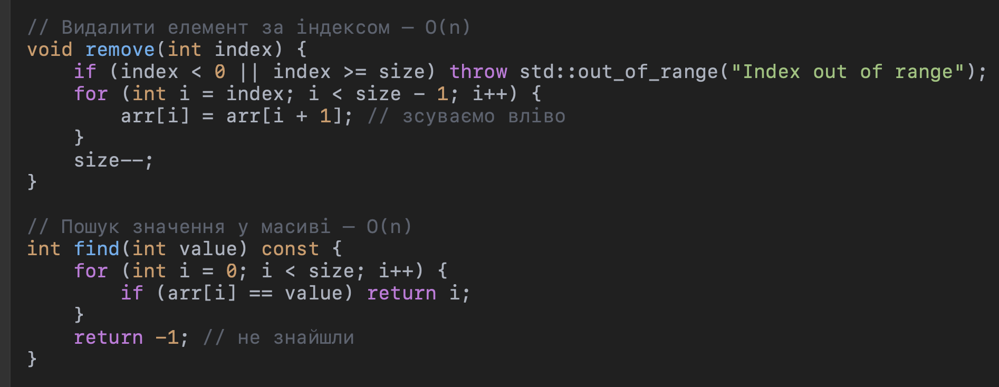 // Видалити елемент за індексом — O(n)
void remove(int index) {
    if (index < 0 || index >= size) throw std::out_of_range("Index out of range");
    for (int i = index; i < size - 1; i++) {
        arr[i] = arr[i + 1]; // зсуваємо вліво
    }
    size--;
}

// Пошук значення у масиві — O(n)
int find(int value) const {
    for (int i = 0; i < size; i++) {
        if (arr[i] == value) return i;
    }
    return -1; // не знайшли
}